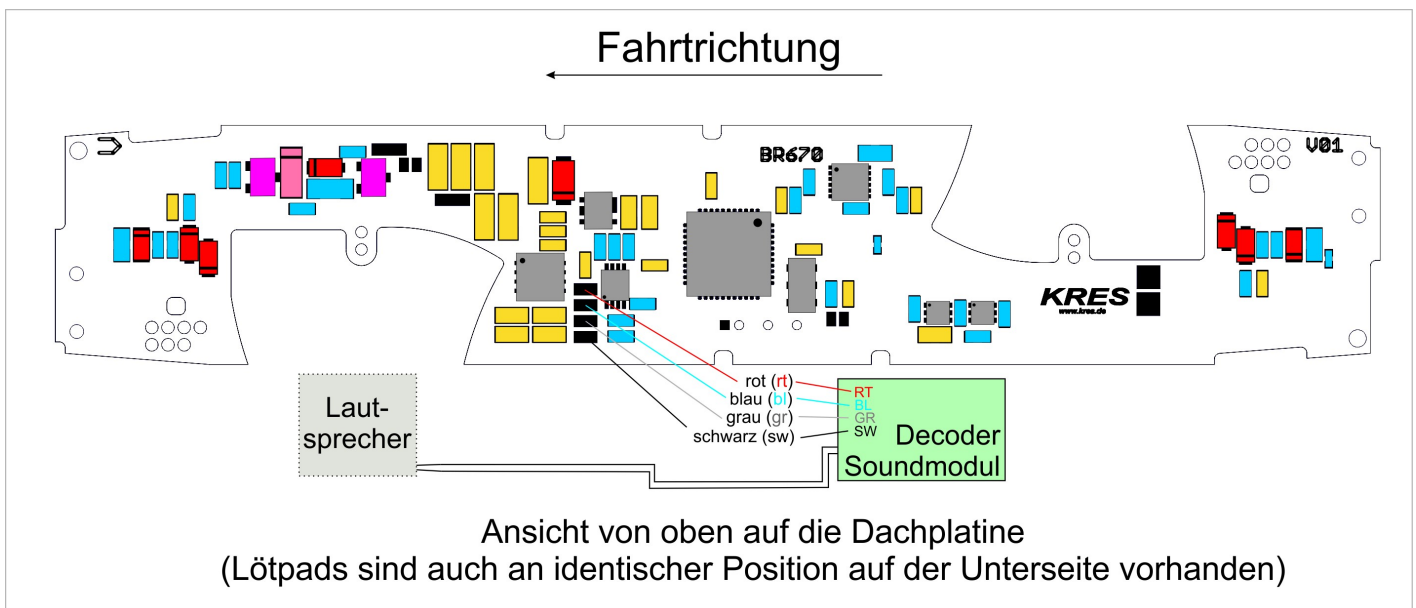 Fahrtrichtung
V
BR670
V01
KRES
www.kres.de
rot (rt)
blau (bl)
grau (gr)
schwarz (sw)
RT
BL
GR
SW
Decoder
Soundmodul
Laut-
sprecher
Ansicht von oben auf die Dachplatine
(Lötpads sind auch an identischer Position auf der Unterseite vorhanden)